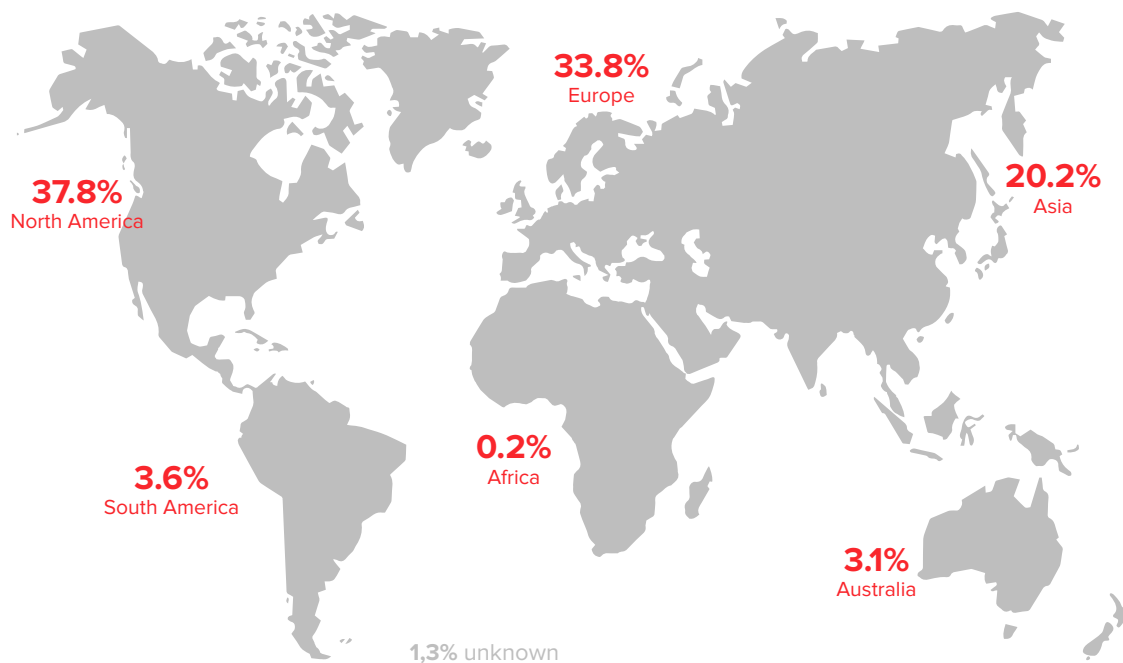 33.8%
Europe
37.8%
North America
20.2%
Asia
0.2%
Africa
3.6%
South America
3.1%
Australia
1,3% unknown